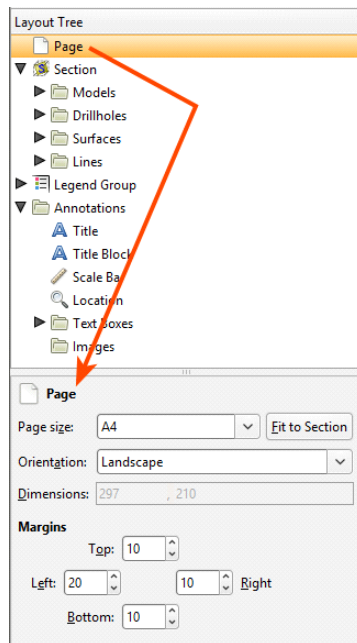 Layout Tree
Page
Section
Models
Drillholes
Surfaces
Lines
Legend Group
Annotations
Title
Title Block
Scale Ba
Location
Text Boxes
Images
Page
Page size: A4 Fit to Section
Orientation: Landscape
Dimensions: 297 , 210
Margins
Top: 10
Left: 20 10 Right
Bottom: 10